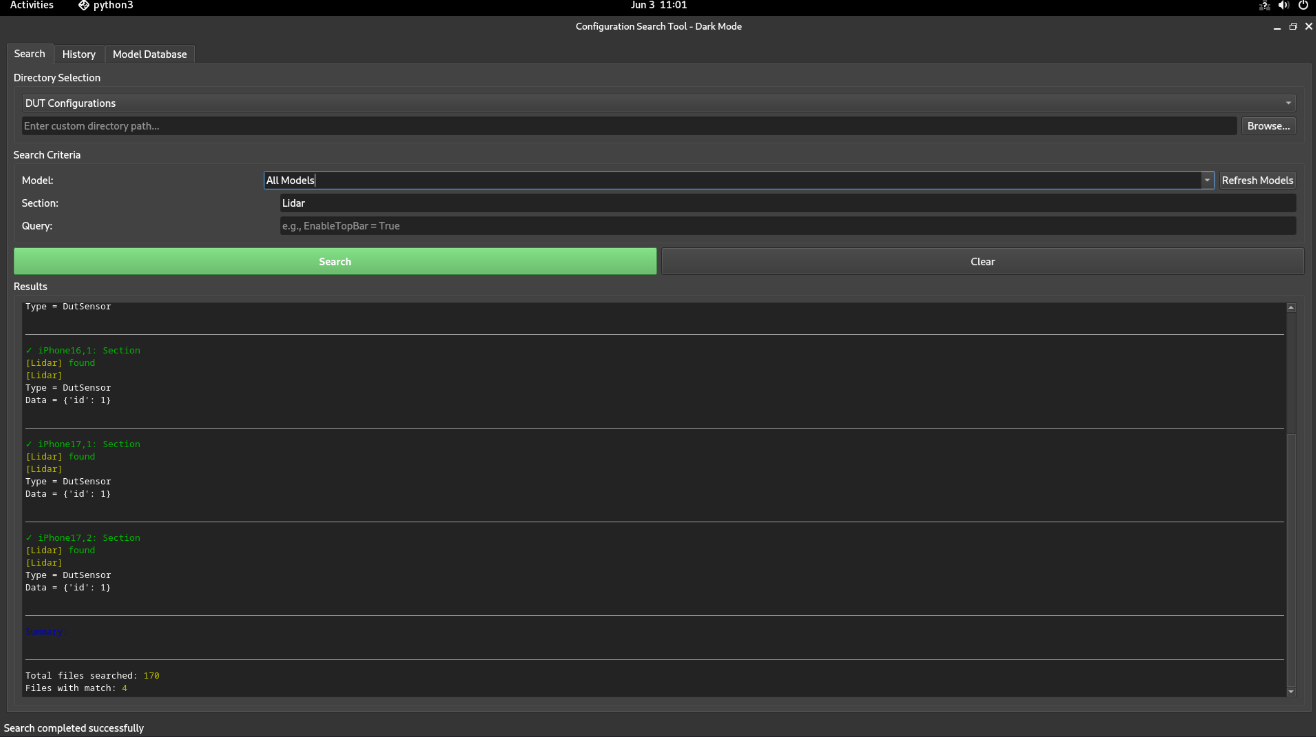 Activities python3 Jun 3 11:01
Configuration Search Tool - Dark Mode
Search History Model Database
Directory Selection
DUT Configurations
Enter custom directory path... Browse...
Search Criteria
Model: All Models Refresh Models
Section: Lidar
Query: e.g., EnableTopBar = True
Search Clear
Results
Type = DutSensor
✓ iPhone16,1: Section
[Lidar] found
[Lidar]
Type = DutSensor
Data = {'id': 1}
✓ iPhone17,1: Section
[Lidar] found
[Lidar]
Type = DutSensor
Data = {'id': 1}
✓ iPhone17,2: Section
[Lidar] found
[Lidar]
Type = DutSensor
Data = {'id': 1}
Summary
Total files searched: 170
Files with match: 4
Search completed successfully